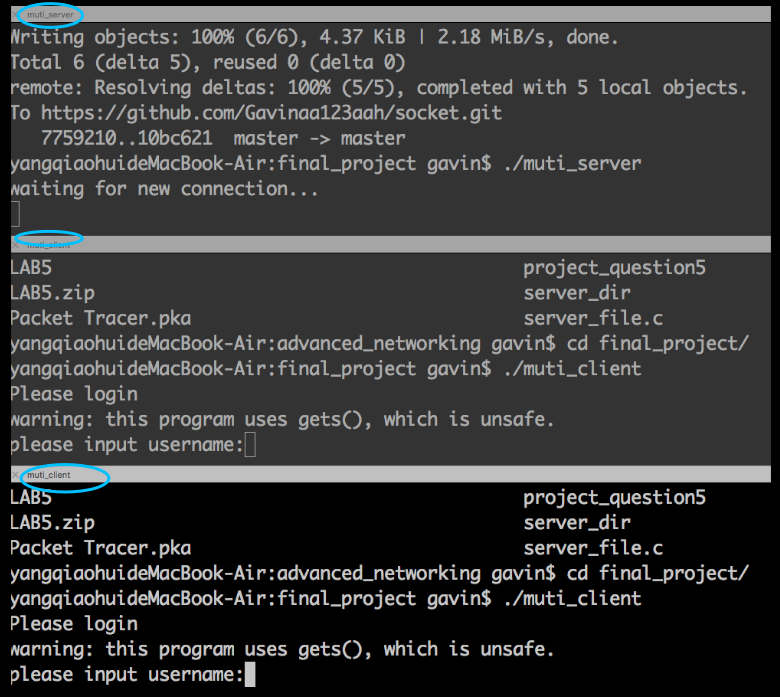 muti_server
Writing objects: 100% (6/6), 4.37 KiB | 2.18 MiB/s, done.
Total 6 (delta 5), reused 0 (delta 0)
remote: Resolving deltas: 100% (5/5), completed with 5 local objects.
To https://github.com/Gavinaa123aah/socket.git
7759210..10bc621  master -> master
yangqiaohuideMacBook-Air:final_project gavin$ ./muti_server
waiting for new connection...
muti_client
LAB5 project_question5
LAB5.zip server_dir
Packet Tracer.pka server_file.c
yangqiaohuideMacBook-Air:advanced_networking gavin$ cd final_project/
yangqiaohuideMacBook-Air:final_project gavin$ ./muti_client
Please login
warning: this program uses gets(), which is unsafe.
please input username:
muti_client
LAB5 project_question5
LAB5.zip server_dir
Packet Tracer.pka server_file.c
yangqiaohuideMacBook-Air:advanced_networking gavin$ cd final_project/
yangqiaohuideMacBook-Air:final_project gavin$ ./muti_client
Please login
warning: this program uses gets(), which is unsafe.
please input username: